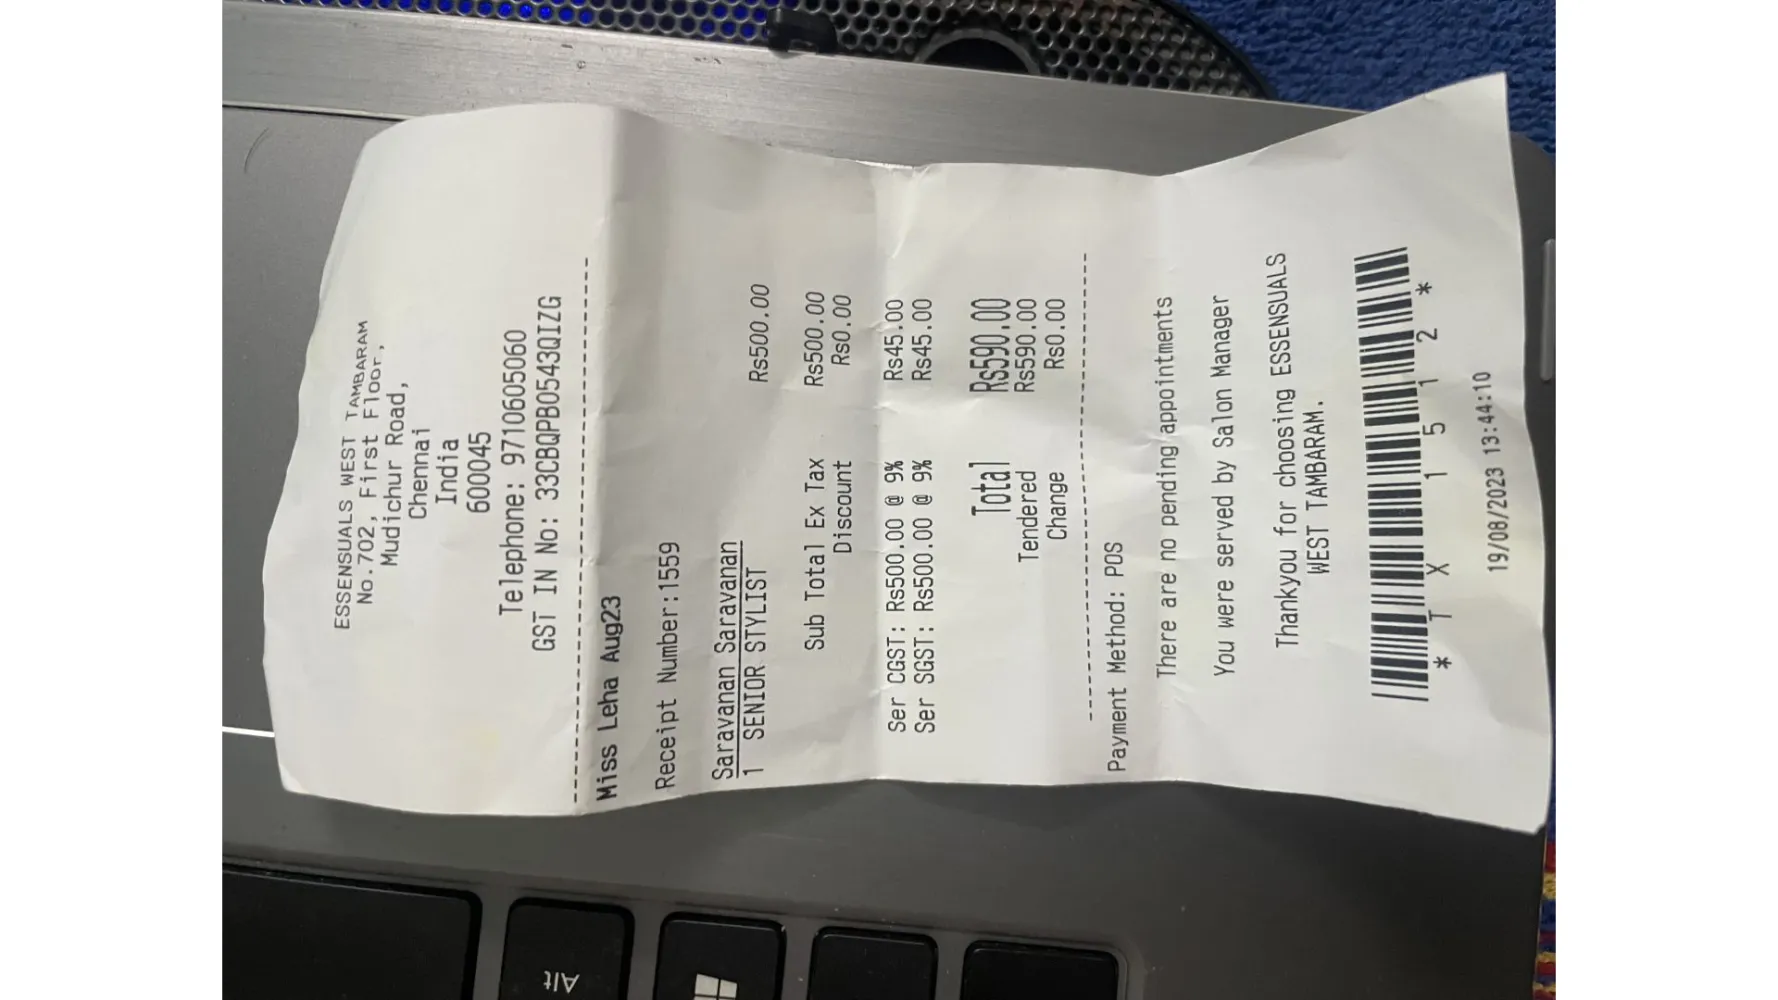 ESSENSUALS WEST TAMBARAM
No.702, First Floor,
Mudichur Road,
Chennai
India
600045
Telephone: 9710605060
GST IN No: 33CBQPB0543Q1ZG
Miss Leha Aug23
Receipt Number:1559
Saravanan Saravanan
1 SENIOR STYLIST Rs500.00
Sub Total Ex Tax Rs500.00
Discount Rs0.00
Ser CGST: Rs500.00 @ 9% Rs45.00
Ser SGST: Rs500.00 @ 9% Rs45.00
Total Rs590.00
Tendered Rs590.00
Change Rs0.00
Payment Method: POS
There are no pending appointments
You were served by Salon Manager
Thankyou for choosing ESSENSUALS
WEST TAMBARAM.
* T X 1 5 1 2 *
19/08/2023 13:44:10
Alt